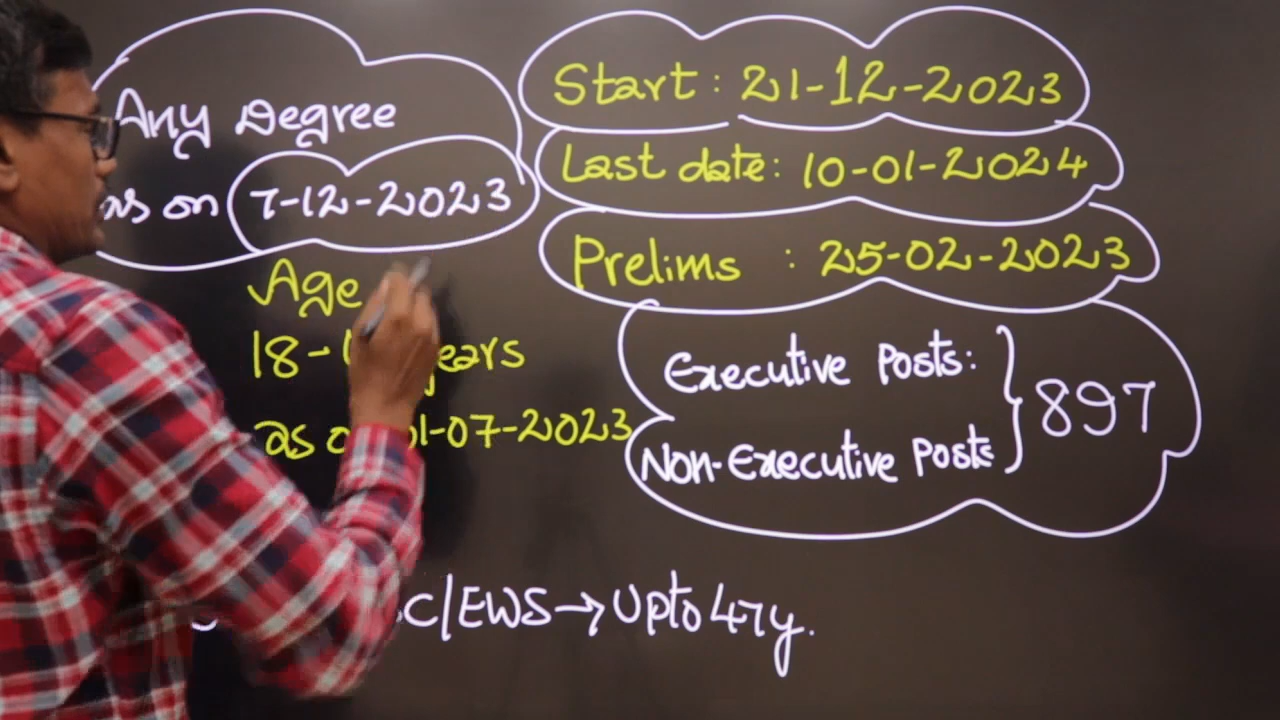 Any Degree
as on 7-12-2023
Age
18- years
as 01-07-2023
Start : 21-12-2023
Last date: 10-01-2024
Prelims : 25-02-2023
Executive Posts:
Non-Executive Posts
897
C/EWS → Upto 47y.